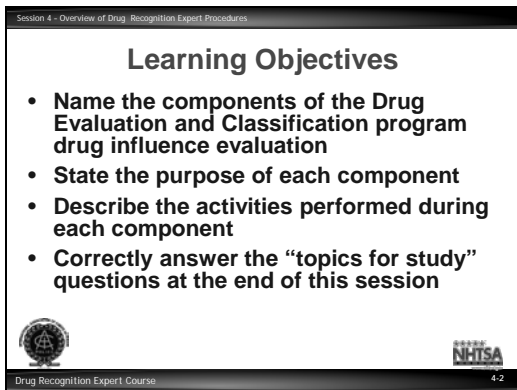 Session 4 - Overview of Drug Recognition Expert Procedures
Learning Objectives
• Name the components of the Drug
Evaluation and Classification program
drug influence evaluation
• State the purpose of each component
• Describe the activities performed during
each component
• Correctly answer the “topics for study”
questions at the end of this session
NHTSA
Drug Recognition Expert Course
4-2